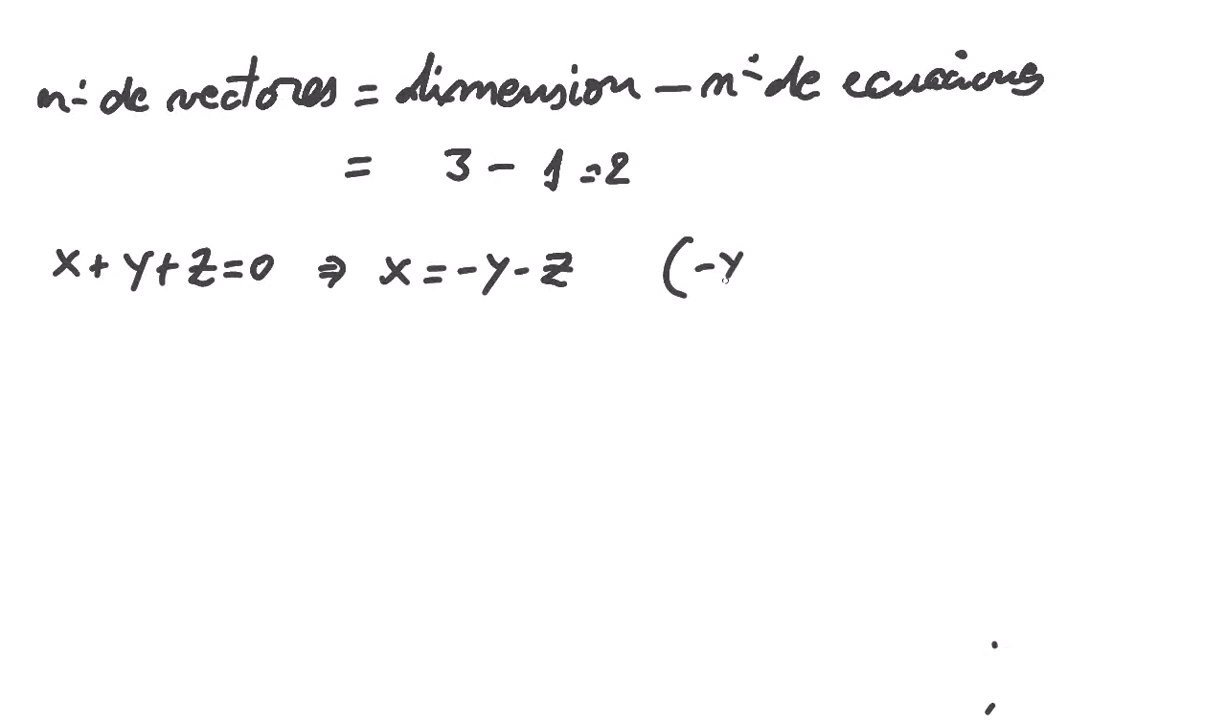 nº de vectores = dimension - nº de ecuaciones
= 3 - 1 = 2
x + y + z = 0 ⇒ x = -y - z (-y